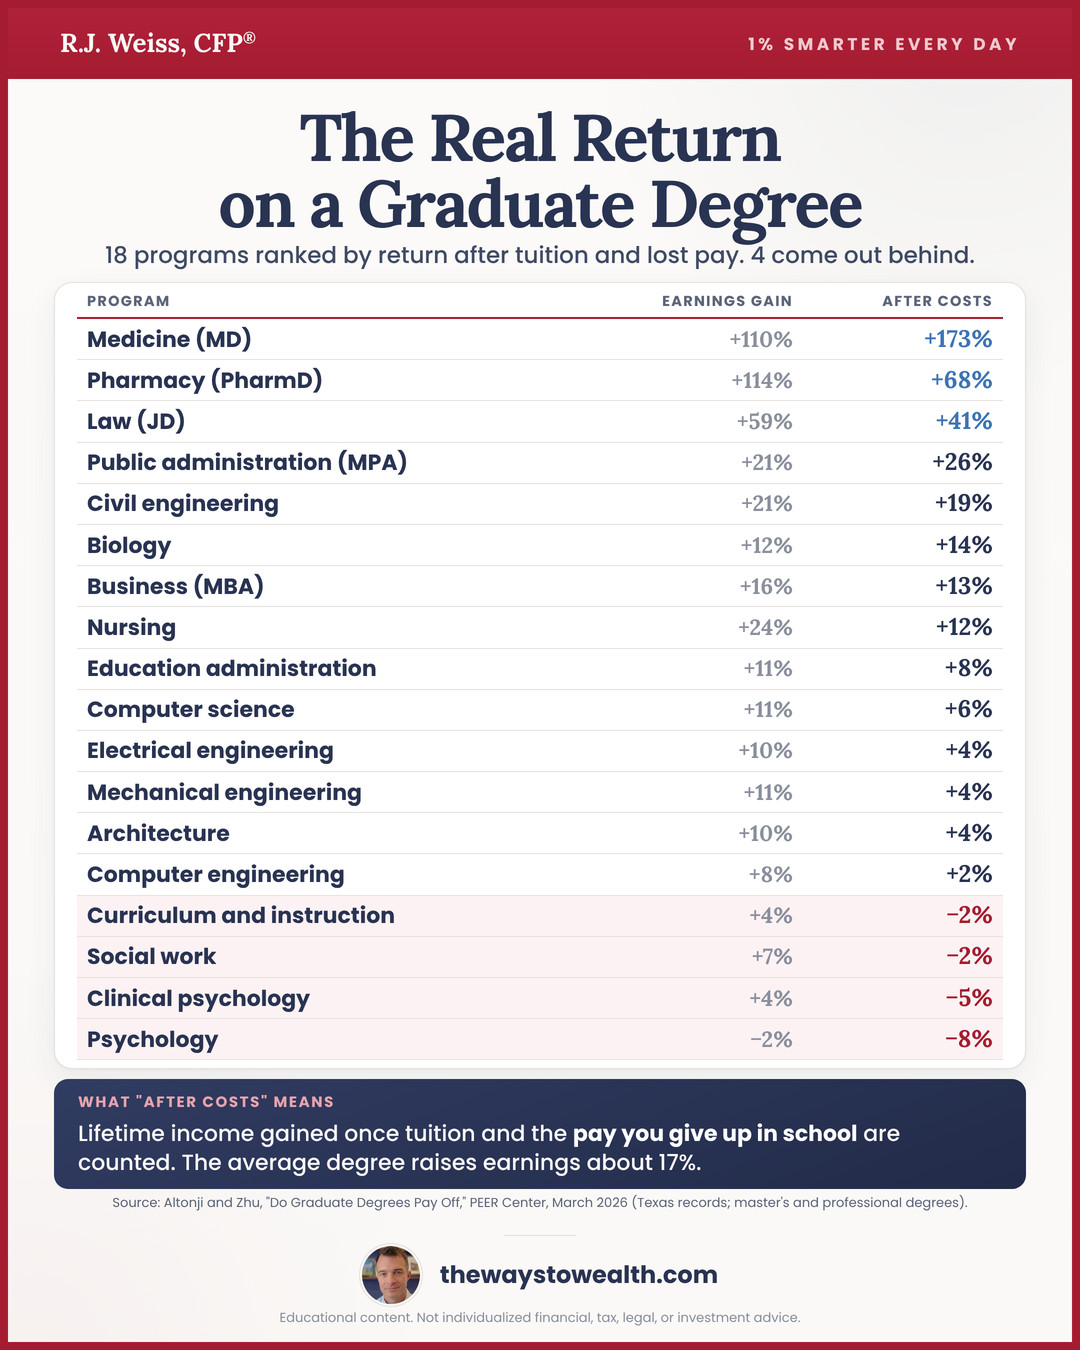 R.J. Weiss, CFP®
1% SMARTER EVERY DAY
The Real Return
on a Graduate Degree
18 programs ranked by return after tuition and lost pay. 4 come out behind.
PROGRAM EARNINGS GAIN AFTER COSTS
Medicine (MD) +110% +173%
Pharmacy (PharmD) +114% +68%
Law (JD) +59% +41%
Public administration (MPA) +21% +26%
Civil engineering +21% +19%
Biology +12% +14%
Business (MBA) +16% +13%
Nursing +24% +12%
Education administration +11% +8%
Computer science +11% +6%
Electrical engineering +10% +4%
Mechanical engineering +11% +4%
Architecture +10% +4%
Computer engineering +8% +2%
Curriculum and instruction +4% −2%
Social work +7% −2%
Clinical psychology +4% −5%
Psychology −2% −8%
WHAT "AFTER COSTS" MEANS
Lifetime income gained once tuition and the pay you give up in school are
counted. The average degree raises earnings about 17%.
Source: Altonji and Zhu, "Do Graduate Degrees Pay Off," PEER Center, March 2026 (Texas records; master's and professional degrees).
thewaystowealth.com
Educational content. Not individualized financial, tax, legal, or investment advice.